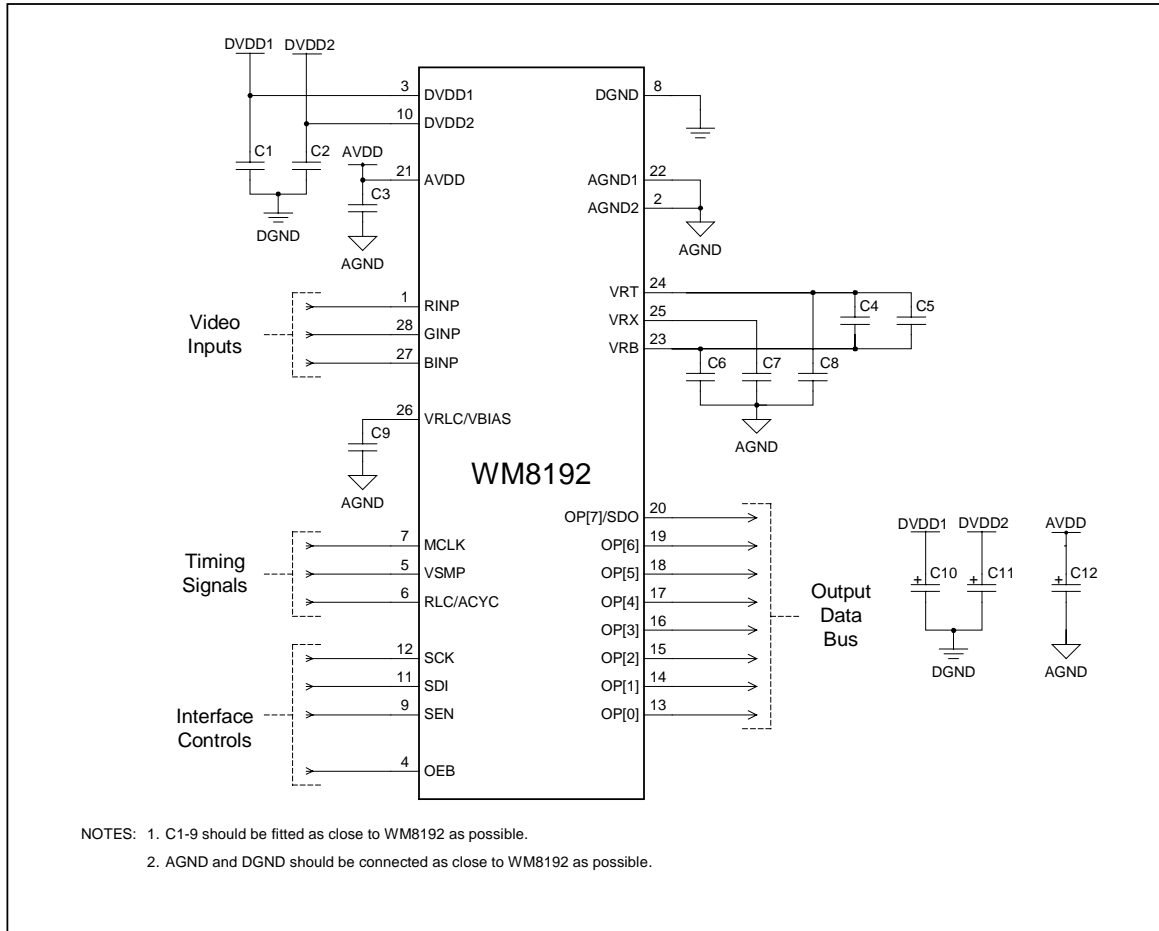 DVDD1 DVDD2
3 DVDD1
10 DVDD2
C1 C2
DGND
AVDD
21 AVDD
C3
AGND
DGND 8
AGND1 22
AGND2 2
AGND
Video
Inputs
1 RINP
28 GINP
27 BINP
VRT 24
VRX 25
VRB 23
C4 C5
C6 C7 C8
AGND
26 VRLC/VBIAS
C9
AGND
WM8192
Timing
Signals
7 MCLK
5 VSMP
6 RLC/ACYC
Interface
Controls
12 SCK
11 SDI
9 SEN
4 OEB
OP[7]/SDO 20
OP[6] 19
OP[5] 18
OP[4] 17
OP[3] 16
OP[2] 15
OP[1] 14
OP[0] 13
Output
Data
Bus
DVDD1 DVDD2 AVDD
+ C10 + C11 + C12
DGND AGND
NOTES: 1. C1-9 should be fitted as close to WM8192 as possible.
2. AGND and DGND should be connected as close to WM8192 as possible.